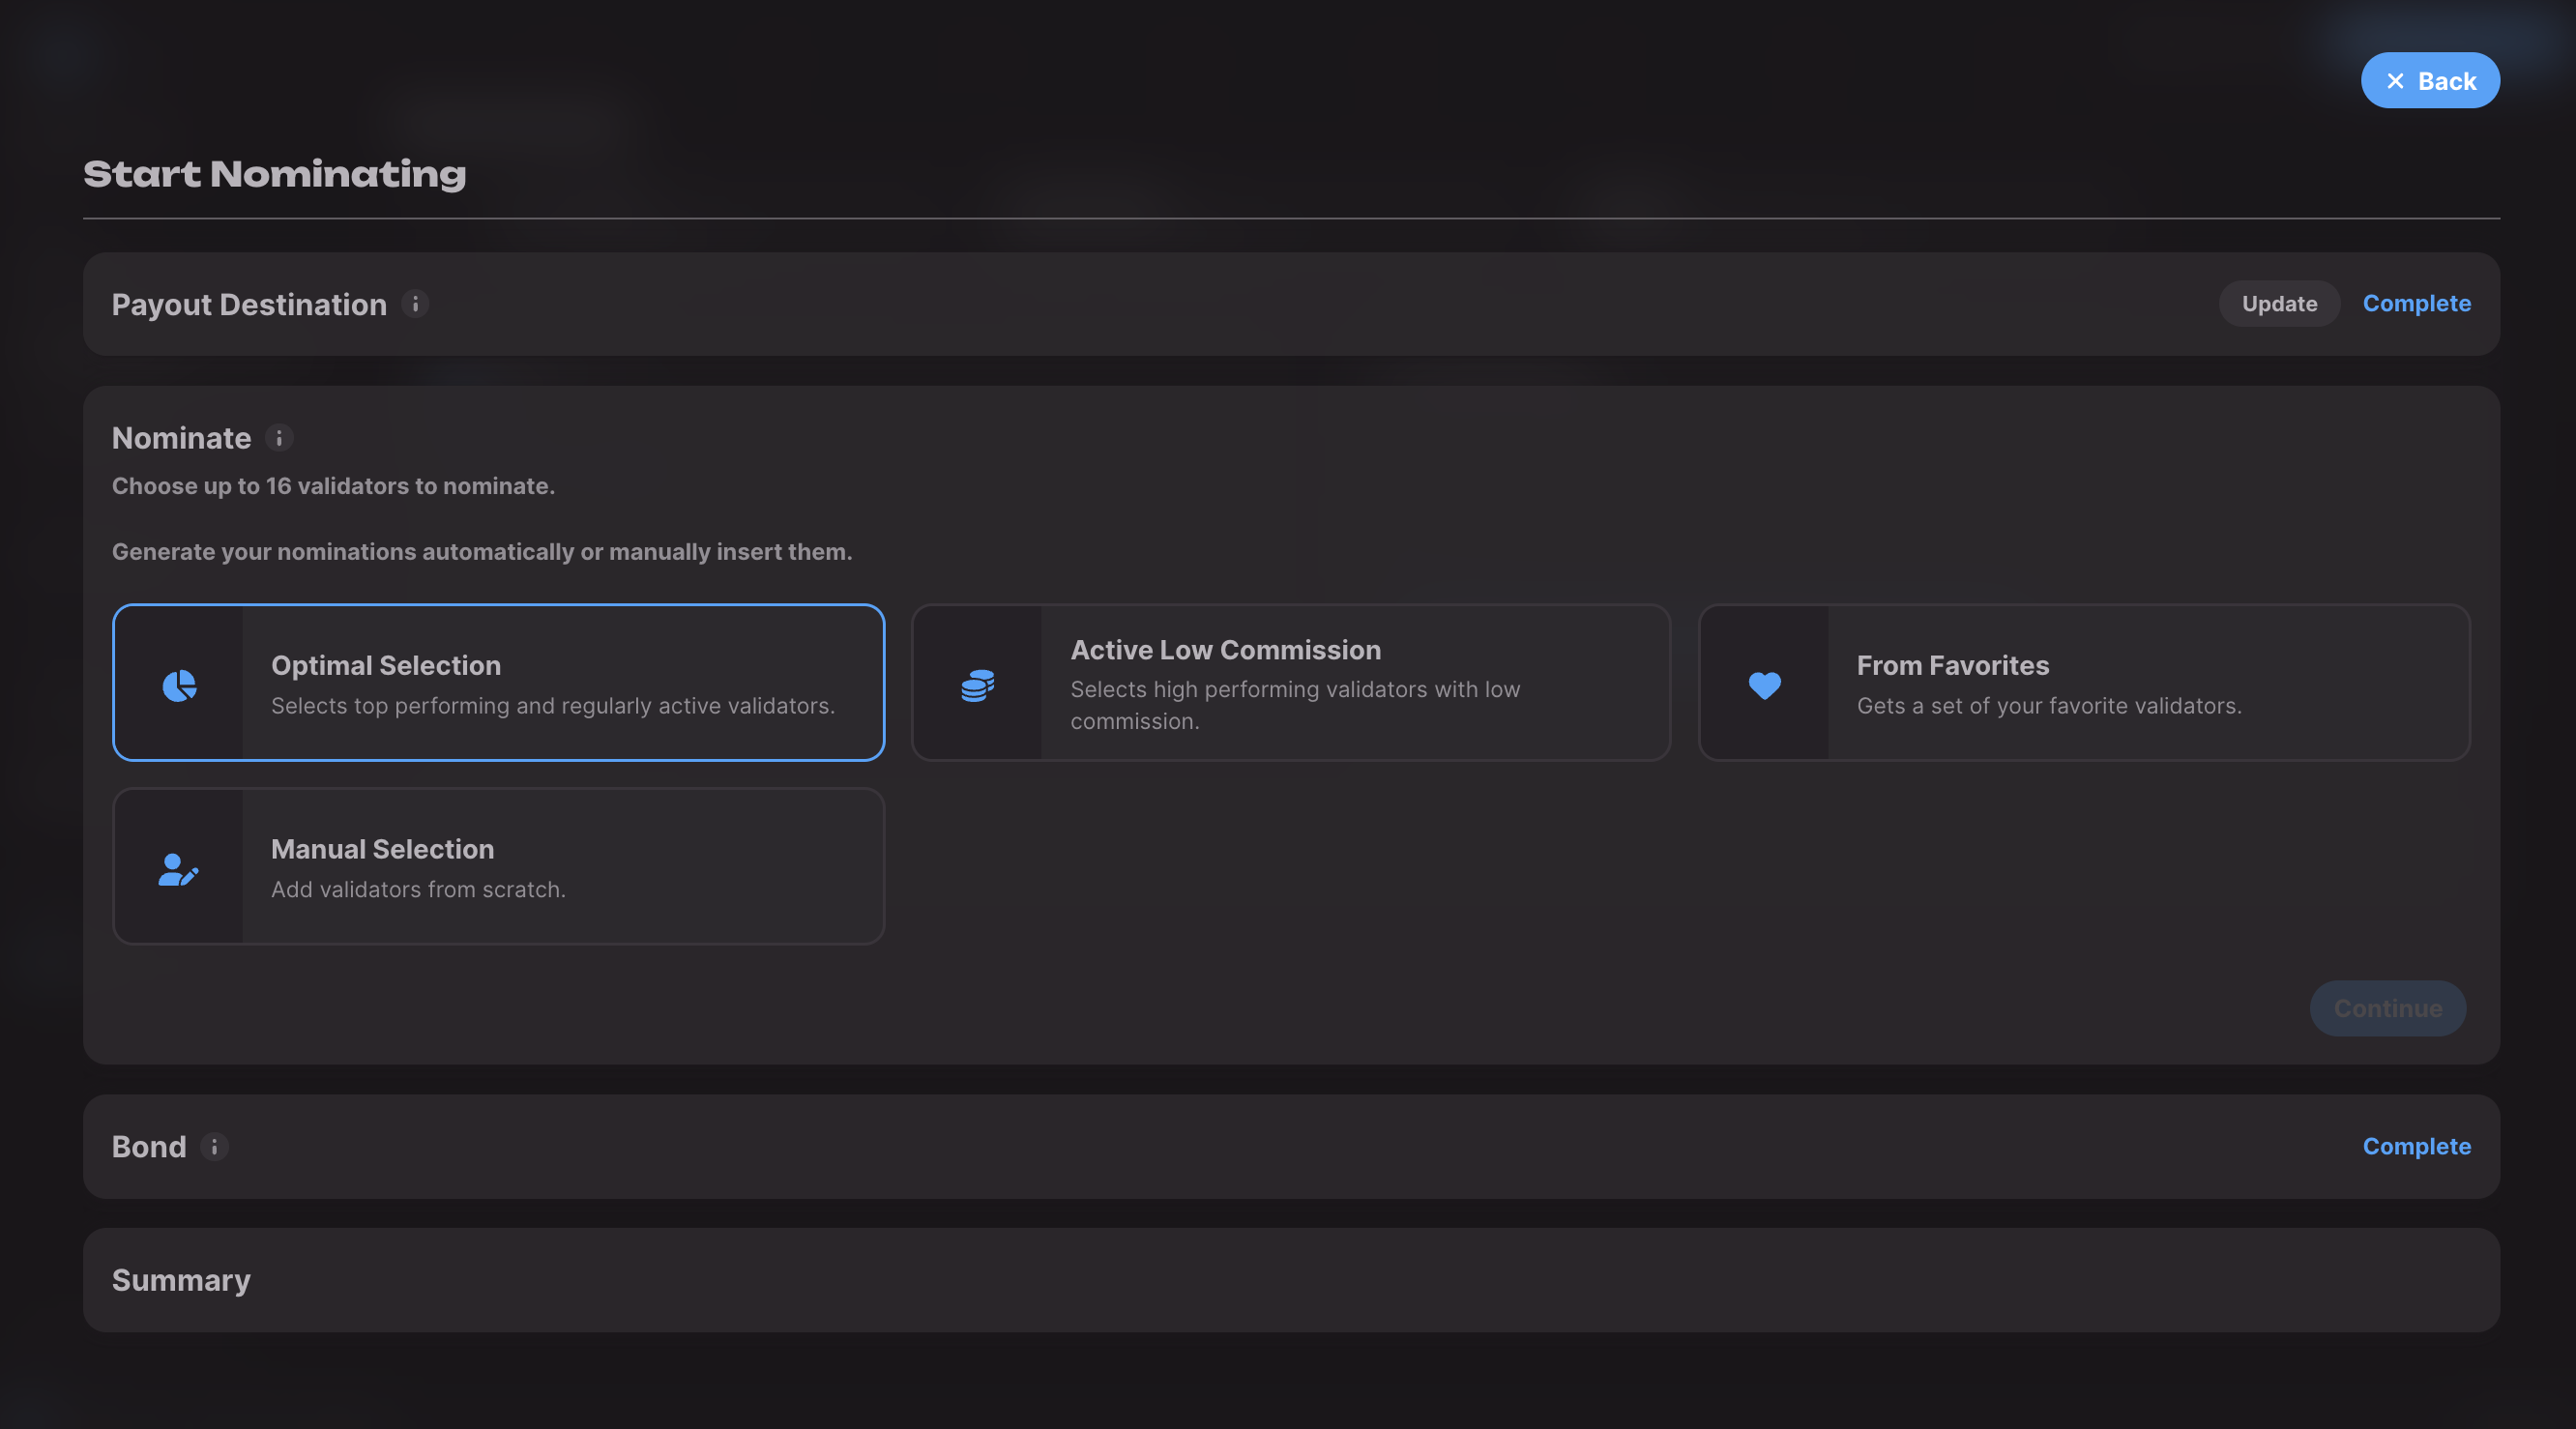 Back
Start Nominating
Payout Destination
Update
Complete
Nominate
Choose up to 16 validators to nominate.
Generate your nominations automatically or manually insert them.
Optimal Selection
Selects top performing and regularly active validators.
Active Low Commission
Selects high performing validators with low
commission.
From Favorites
Gets a set of your favorite validators.
Manual Selection
Add validators from scratch.
Continue
Bond
Complete
Summary